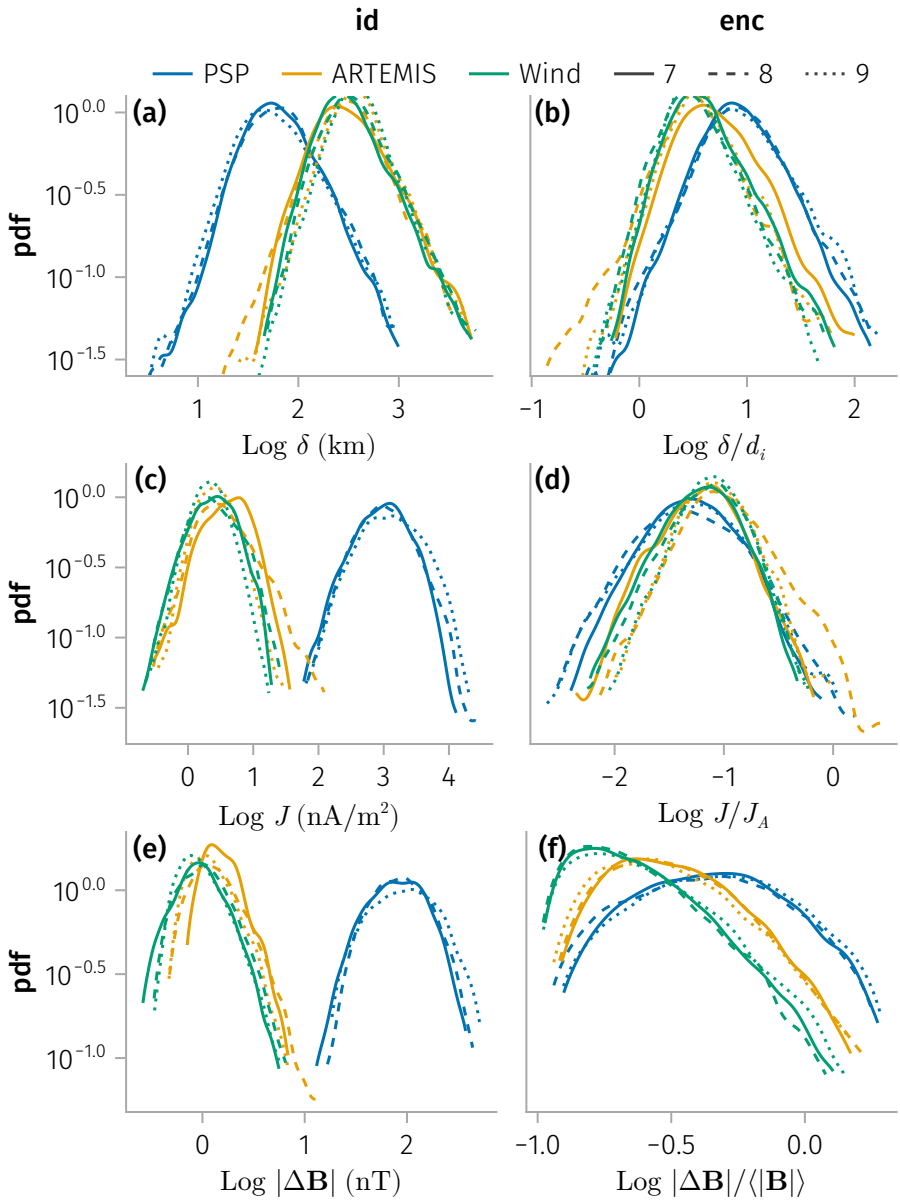 id enc
PSP ARTEMIS Wind 7 8 9
(a) (b)
pdf
10^0.0
10^−0.5
10^−1.0
10^−1.5
1 2 3
−1 0 1 2
Log δ (km) Log δ/d_i
(c) (d)
pdf
10^0.0
10^−0.5
10^−1.0
10^−1.5
0 1 2 3 4
−2 −1 0
Log J (nA/m²) Log J/J_A
(e) (f)
pdf
10^0.0
10^−0.5
10^−1.0
0 1 2
−1.0 −0.5 0.0
Log |ΔB| (nT) Log |ΔB|/⟨|B|⟩